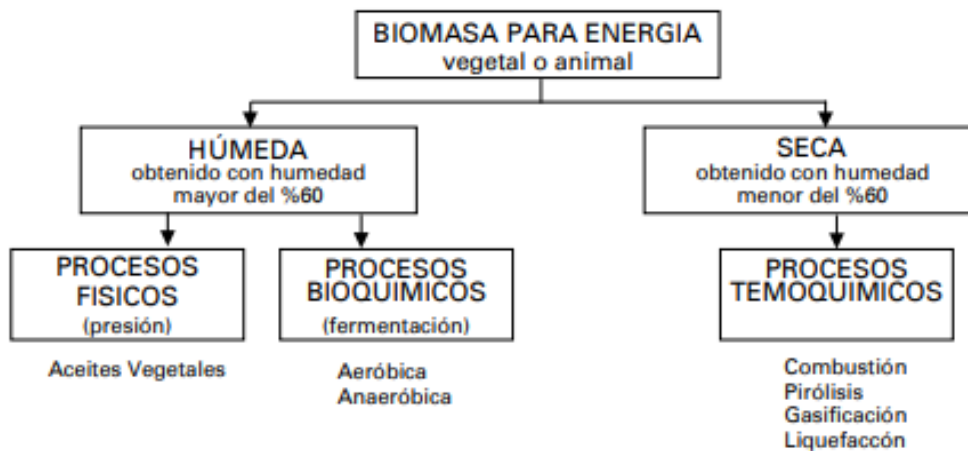 BIOMASA PARA ENERGIA
vegetal o animal
HÚMEDA
obtenido con humedad
mayor del %60
SECA
obtenido con humedad
menor del %60
PROCESOS
FISICOS
(presión)
PROCESOS
BIOQUIMICOS
(fermentación)
PROCESOS
TEMOQUIMICOS
Aceites Vegetales
Aeróbica
Anaeróbica
Combustión
Pirólisis
Gasificación
Liquefaccón